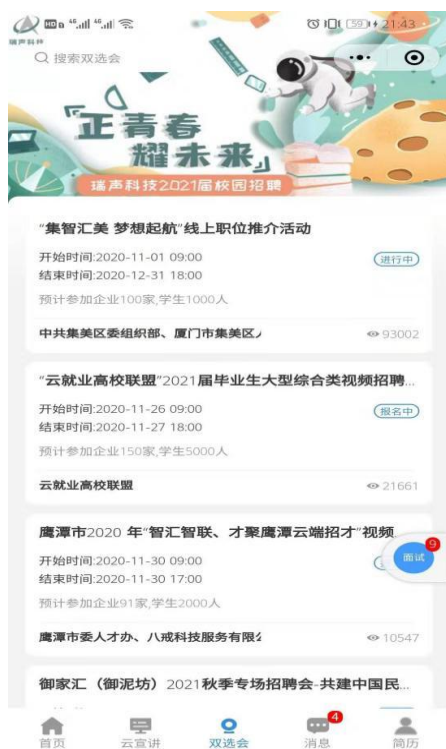 瑞声科技
HD 4G 4G 59 21:43
搜索双选会
正青春
耀未来
瑞声科技2021届校园招聘
“集智汇美 梦想起航”线上职位推介活动
开始时间:2020-11-01 09:00
进行中
结束时间:2020-12-31 18:00
预计参加企业100家,学生1000人
中共集美区委组织部、厦门市集美区
93002
“云就业高校联盟”2021届毕业生大型综合类视频招聘...
开始时间:2020-11-26 09:00
报名中
结束时间:2020-11-27 18:00
预计参加企业150家,学生5000人
云就业高校联盟
21661
鹰潭市2020 年“智汇智联、才聚鹰潭云端招才”视频
开始时间:2020-11-30 09:00
9
面试
结束时间:2020-11-30 17:00
预计参加企业91家,学生2000人
鹰潭市委人才办、八戒科技服务有限
10547
御家汇（御泥坊）2021秋季专场招聘会-共建中国民...
4
首页 云宣讲 双选会 消息 简历